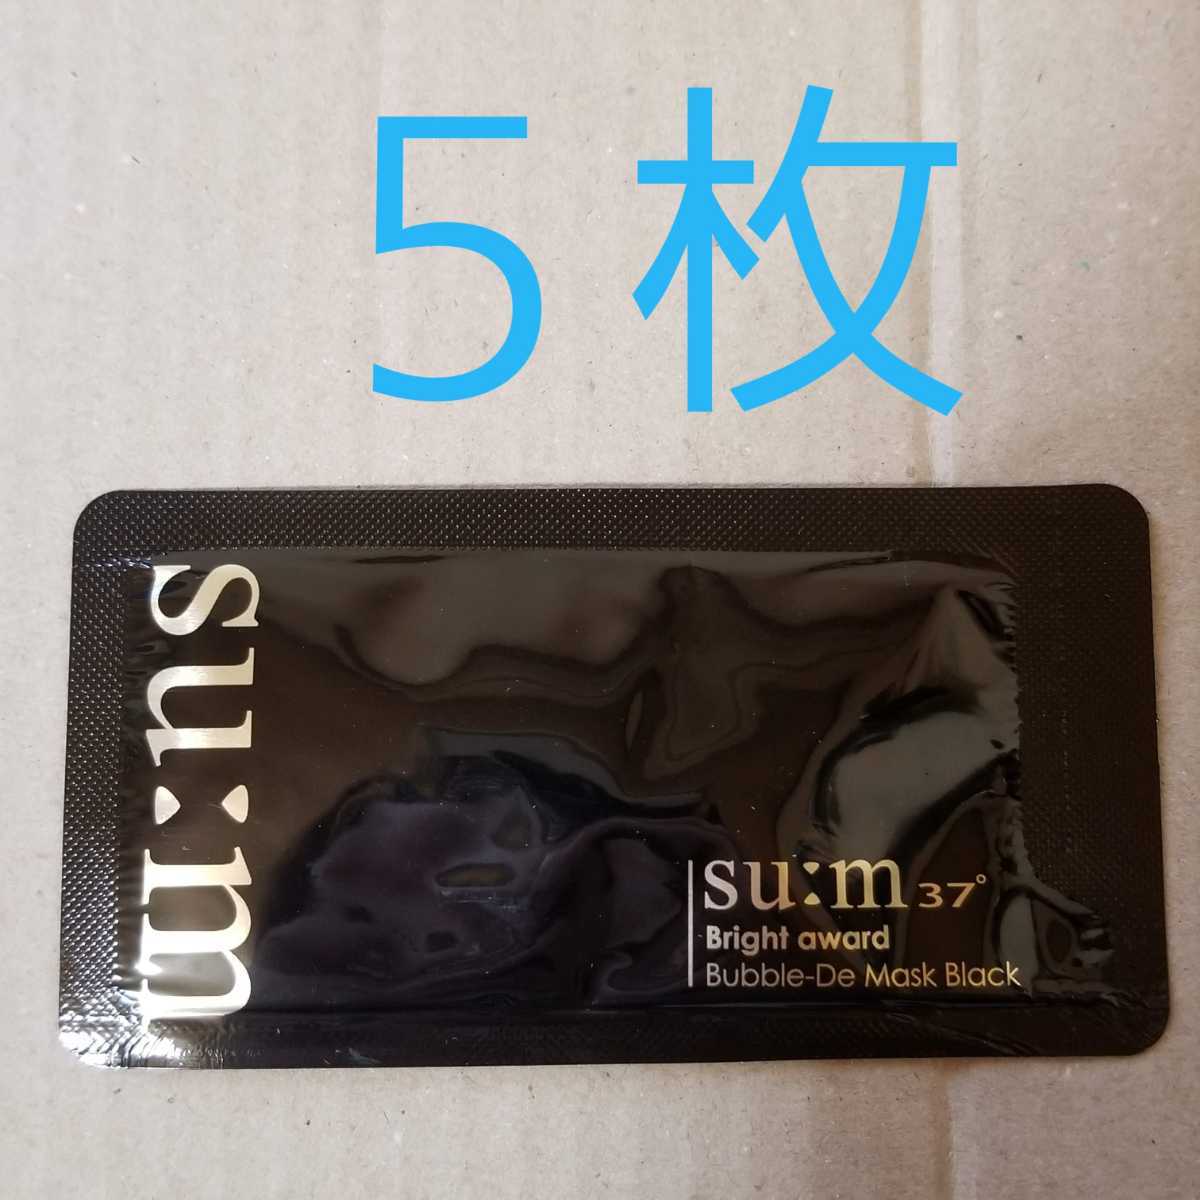 ５枚
su:m
su:m37°
Bright award
Bubble-De Mask Black